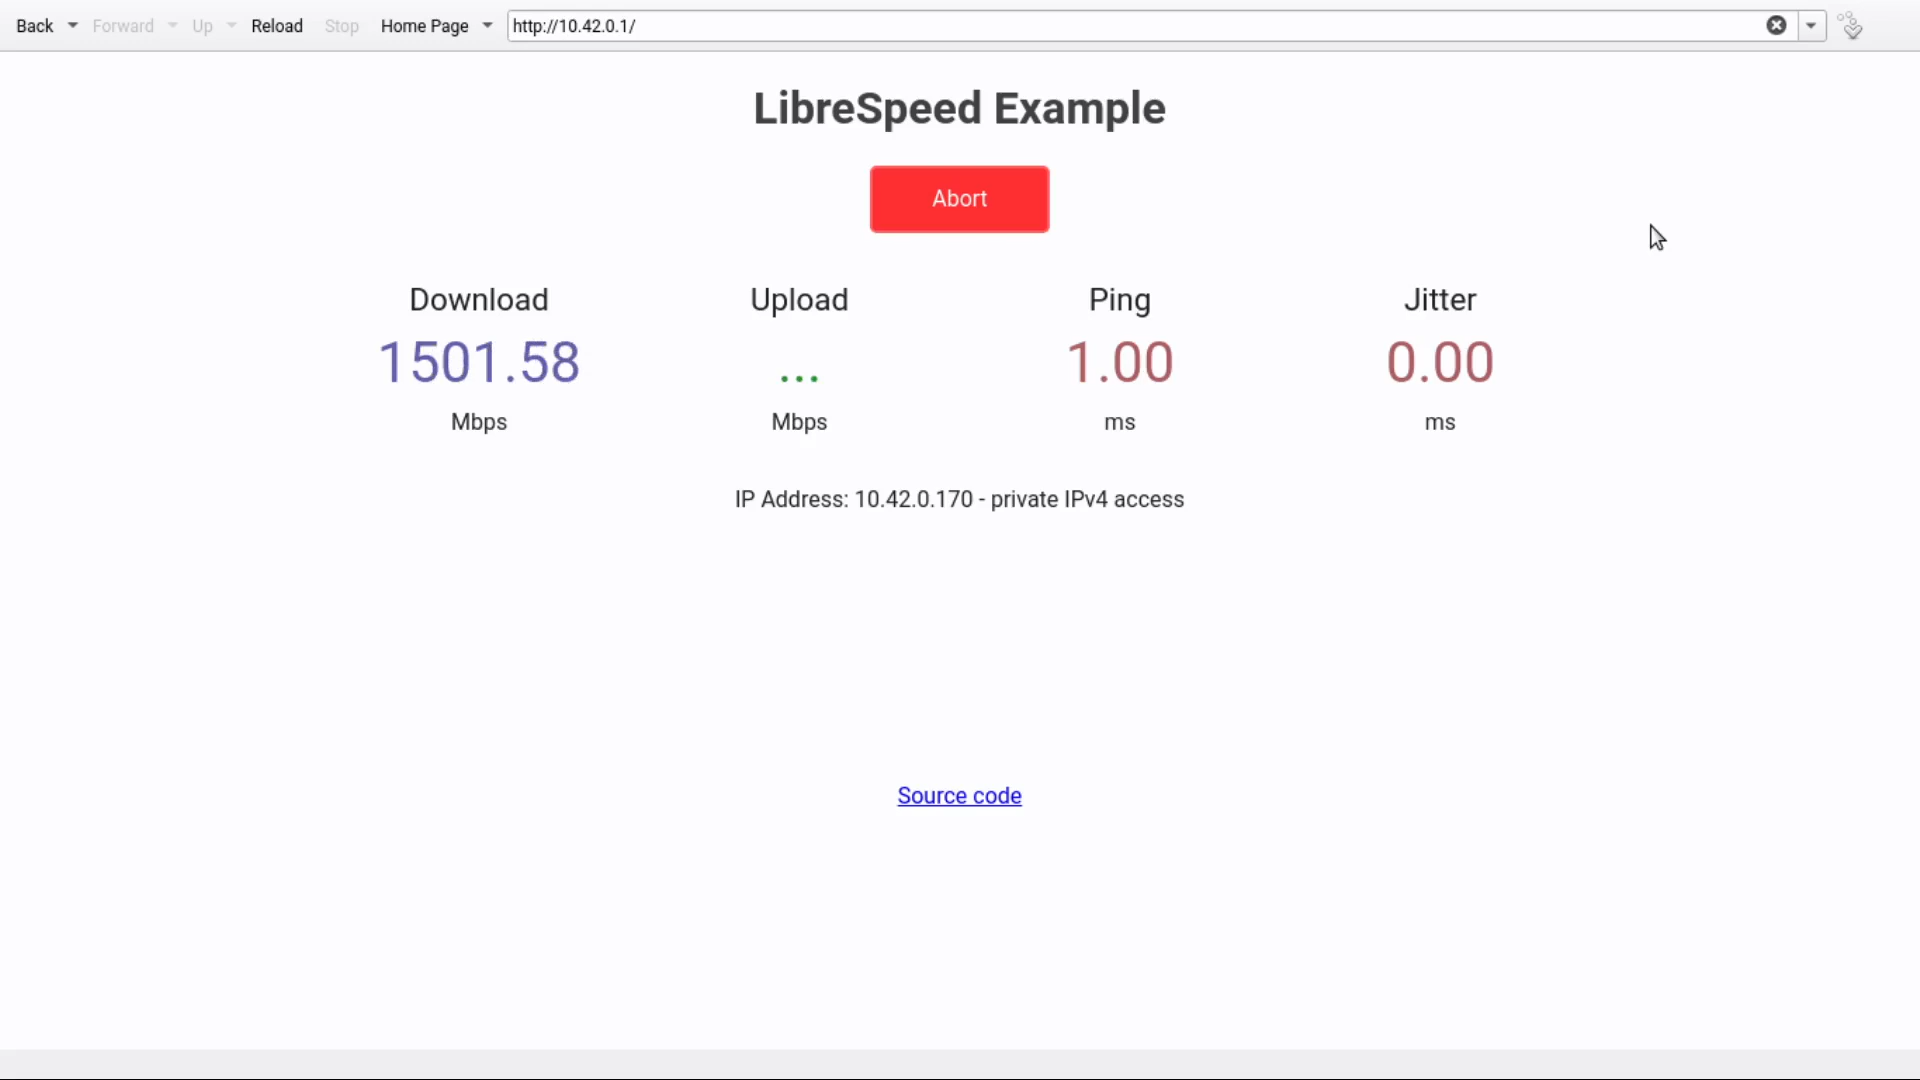 Back Forward Up Reload Stop Home Page http://10.42.0.1/
LibreSpeed Example
Abort
Download Upload Ping Jitter
1501.58 ... 1.00 0.00
Mbps Mbps ms ms
IP Address: 10.42.0.170 - private IPv4 access
Source code